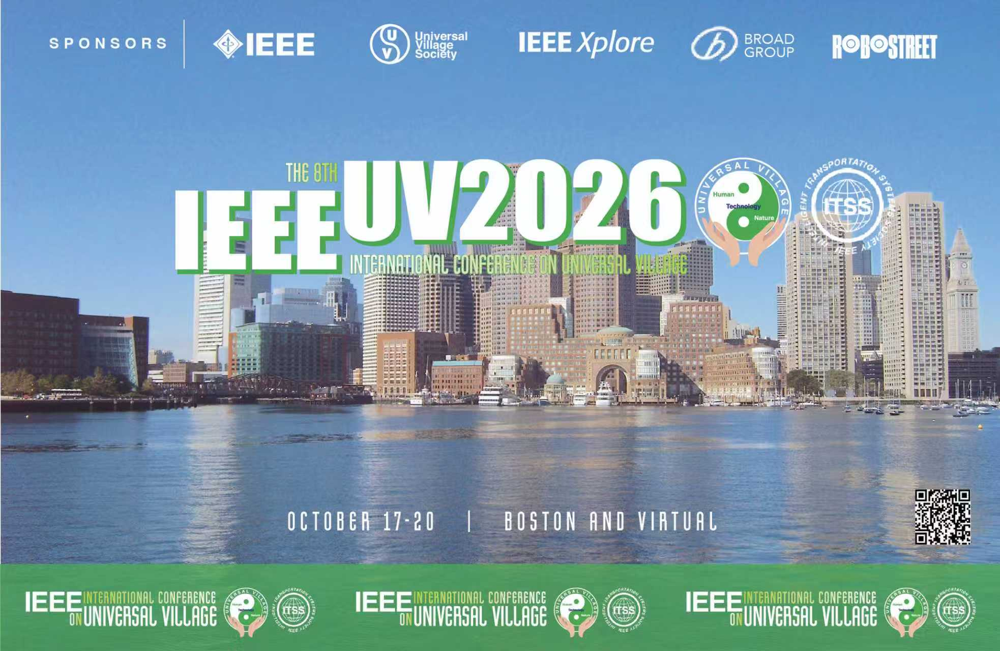 SPONSORS
IEEE
Universal
Village
Society
IEEE Xplore
BROAD
GROUP
ROBOSTREET
THE 8TH
IEEE UV2026
INTERNATIONAL CONFERENCE ON UNIVERSAL VILLAGE
UNIVERSAL VILLAGE
Human
Technology
Nature
INTELLIGENT TRANSPORTATION SYSTEMS SOCIETY
ITSS
IEEE
OCTOBER 17-20 | BOSTON AND VIRTUAL
IEEE INTERNATIONAL CONFERENCE
ON UNIVERSAL VILLAGE
UNIVERSAL VILLAGE
Human
Technology
Nature
INTELLIGENT TRANSPORTATION SYSTEMS SOCIETY
ITSS
IEEE
IEEE INTERNATIONAL CONFERENCE
ON UNIVERSAL VILLAGE
UNIVERSAL VILLAGE
Human
Technology
Nature
INTELLIGENT TRANSPORTATION SYSTEMS SOCIETY
ITSS
IEEE
IEEE INTERNATIONAL CONFERENCE
ON UNIVERSAL VILLAGE
UNIVERSAL VILLAGE
Human
Technology
Nature
INTELLIGENT TRANSPORTATION SYSTEMS SOCIETY
ITSS
IEEE